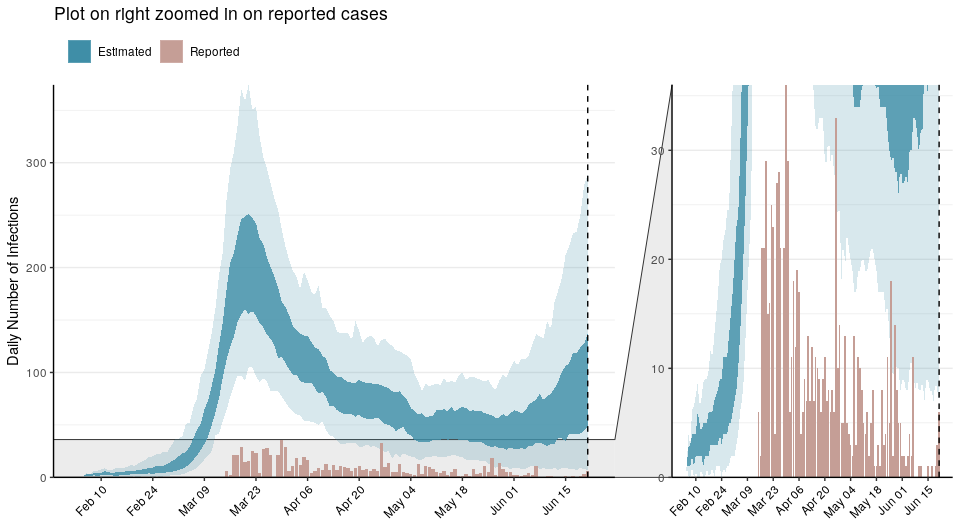 Plot on right zoomed in on reported cases
Estimated
Reported
Daily Number of Infections
300
200
100
0
Feb 10
Feb 24
Mar 09
Mar 23
Apr 06
Apr 20
May 04
May 18
Jun 01
Jun 15
30
20
10
0
Feb 10
Feb 24
Mar 09
Mar 23
Apr 06
Apr 20
May 04
May 18
Jun 01
Jun 15